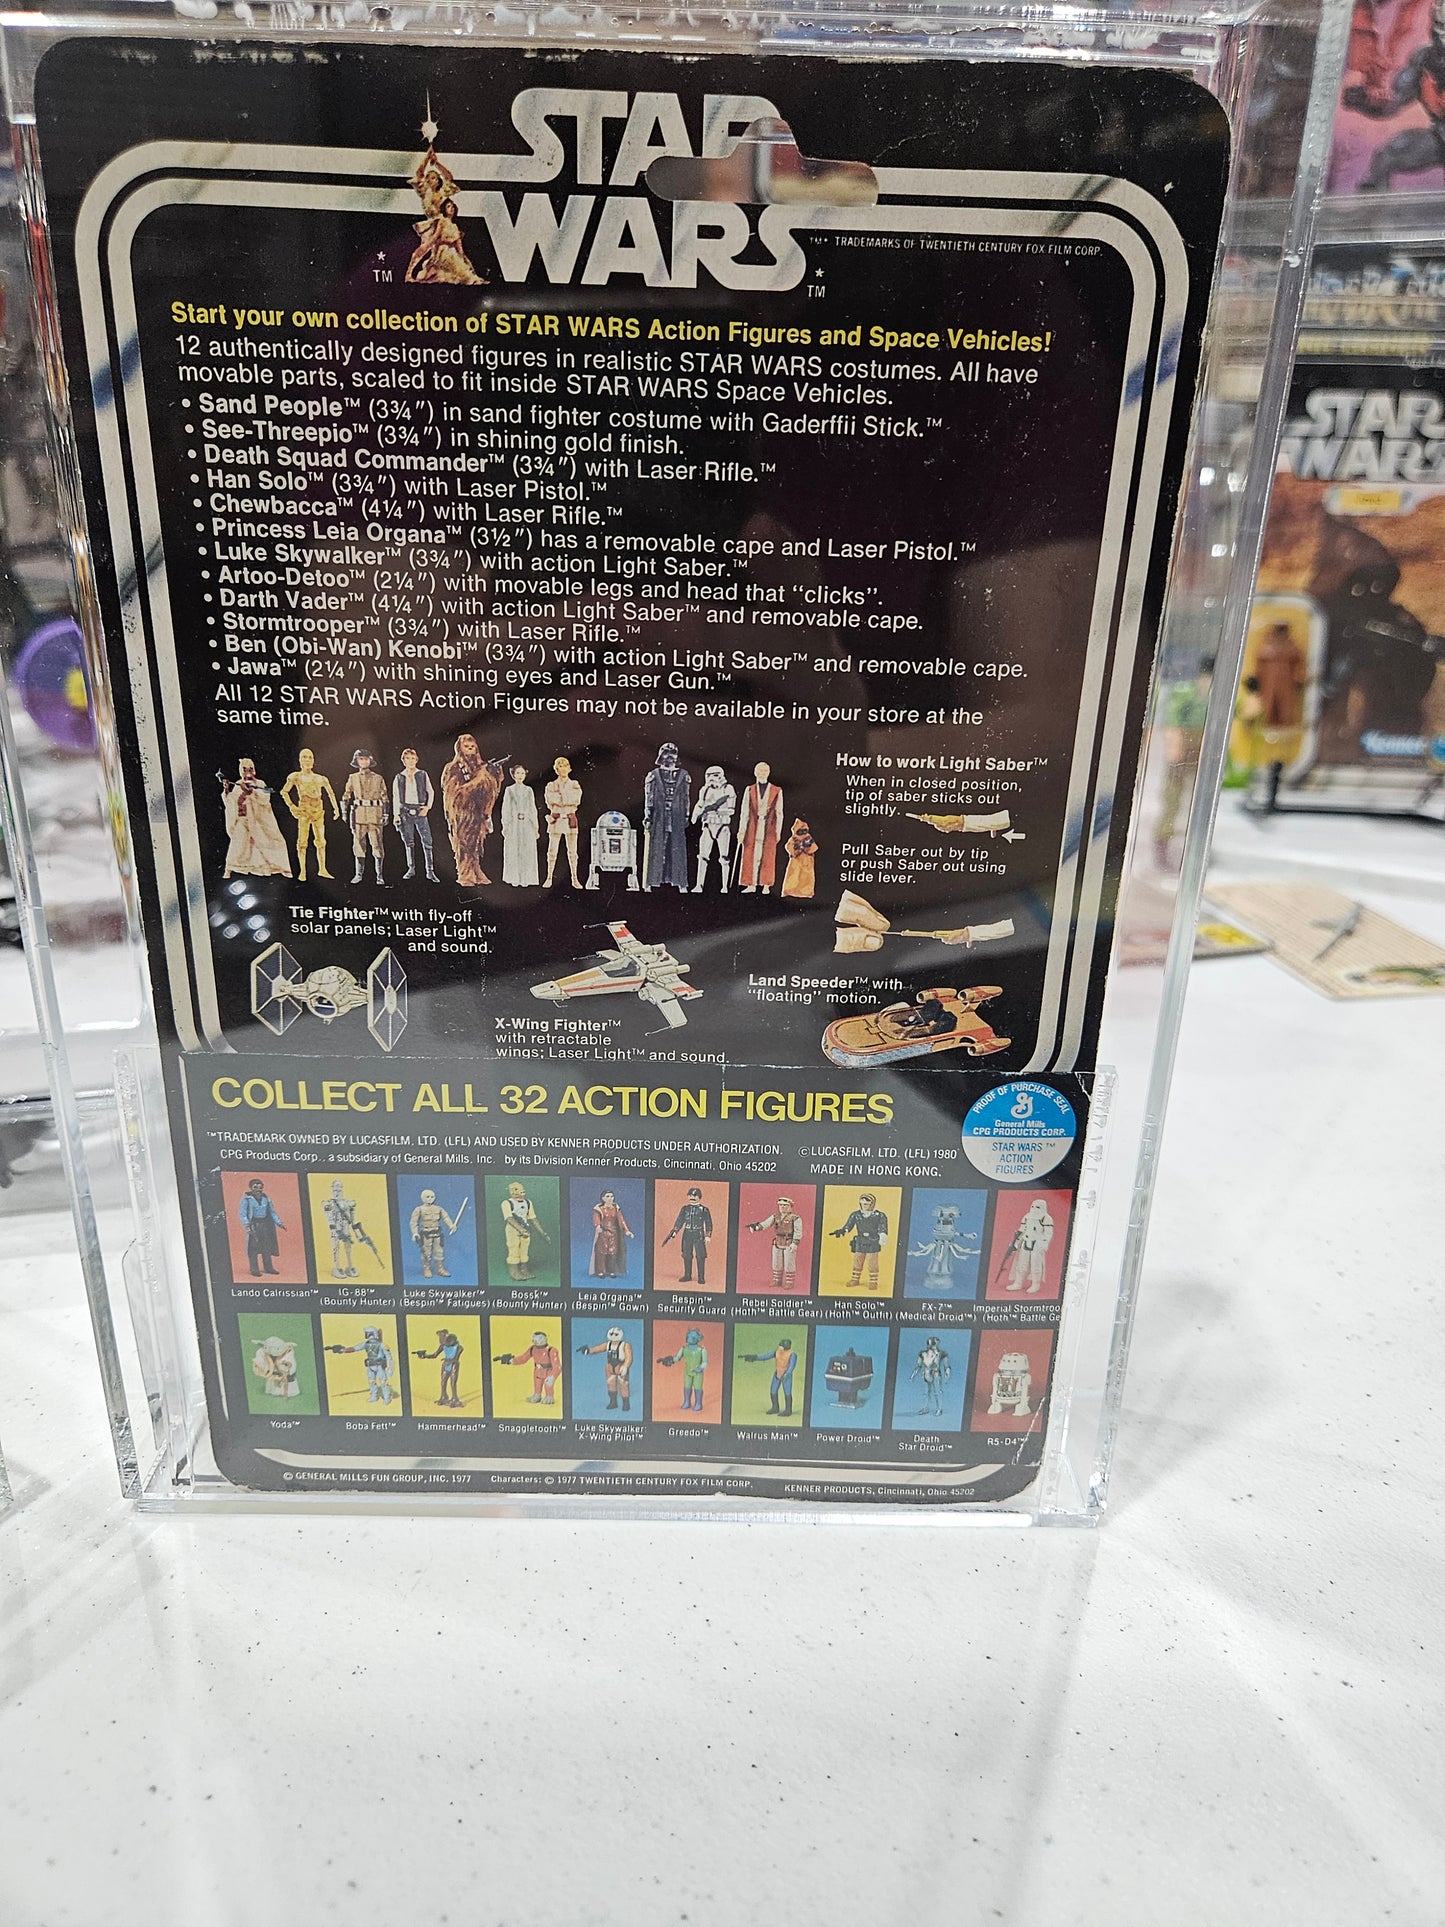 STAR
WARS
™* TRADEMARKS OF TWENTIETH CENTURY FOX FILM CORP.
*
TM
*
TM
Start your own collection of STAR WARS Action Figures and Space Vehicles!
12 authentically designed figures in realistic STAR WARS costumes. All have
movable parts, scaled to fit inside STAR WARS Space Vehicles.
• Sand People™ (3¾") in sand fighter costume with Gaderffii Stick.™
• See-Threepio™ (3¾") in shining gold finish.
• Death Squad Commander™ (3¾") with Laser Rifle.™
• Han Solo™ (3¾") with Laser Pistol.™
• Chewbacca™ (4¼") with Laser Rifle.™
• Princess Leia Organa™ (3½") has a removable cape and Laser Pistol.™
• Luke Skywalker™ (3¾") with action Light Saber.™
• Artoo-Detoo™ (2¼") with movable legs and head that "clicks".
• Darth Vader™ (4¼") with action Light Saber™ and removable cape.
• Stormtrooper™ (3¾") with Laser Rifle.™
• Ben (Obi-Wan) Kenobi™ (3¾") with action Light Saber™ and removable cape.
• Jawa™ (2¼") with shining eyes and Laser Gun.™
All 12 STAR WARS Action Figures may not be available in your store at the
same time.
How to work Light Saber™
When in closed position,
tip of saber sticks out
slightly.
Pull Saber out by tip
or push Saber out using
slide lever.
Tie Fighter™ with fly-off
solar panels; Laser Light™
and sound.
X-Wing Fighter™
with retractable
wings; Laser Light™ and sound.
Land Speeder™ with
"floating" motion.
COLLECT ALL 32 ACTION FIGURES
PROOF OF PURCHASE SEAL
General Mills
CPG PRODUCTS CORP.
STAR WARS™
ACTION
FIGURES
™TRADEMARK OWNED BY LUCASFILM, LTD. (LFL) AND USED BY KENNER PRODUCTS UNDER AUTHORIZATION. © LUCASFILM, LTD. (LFL) 1980
CPG Products Corp., a subsidiary of General Mills, Inc. by its Division Kenner Products, Cincinnati, Ohio 45202 MADE IN HONG KONG.
Lando Calrissian™
IG-88™
(Bounty Hunter)
Luke Skywalker™
(Bespin™ Fatigues)
Bossk™
(Bounty Hunter)
Leia Organa™
(Bespin™ Gown)
Bespin™
Security Guard
Rebel Soldier™
(Hoth™ Battle Gear)
Han Solo™
(Hoth™ Outfit)
FX-7™
(Medical Droid™)
Imperial Stormtroo
(Hoth™ Battle Ge
Yoda™
Boba Fett™
Hammerhead™
Snaggletooth™
Luke Skywalker
X-Wing Pilot™
Greedo™
Walrus Man™
Power Droid™
Death
Star Droid™
R5-D4™
© GENERAL MILLS FUN GROUP, INC. 1977 Characters: © 1977 TWENTIETH CENTURY FOX FILM CORP. KENNER PRODUCTS, Cincinnati, Ohio 45202
STAR
WARS
Kenner